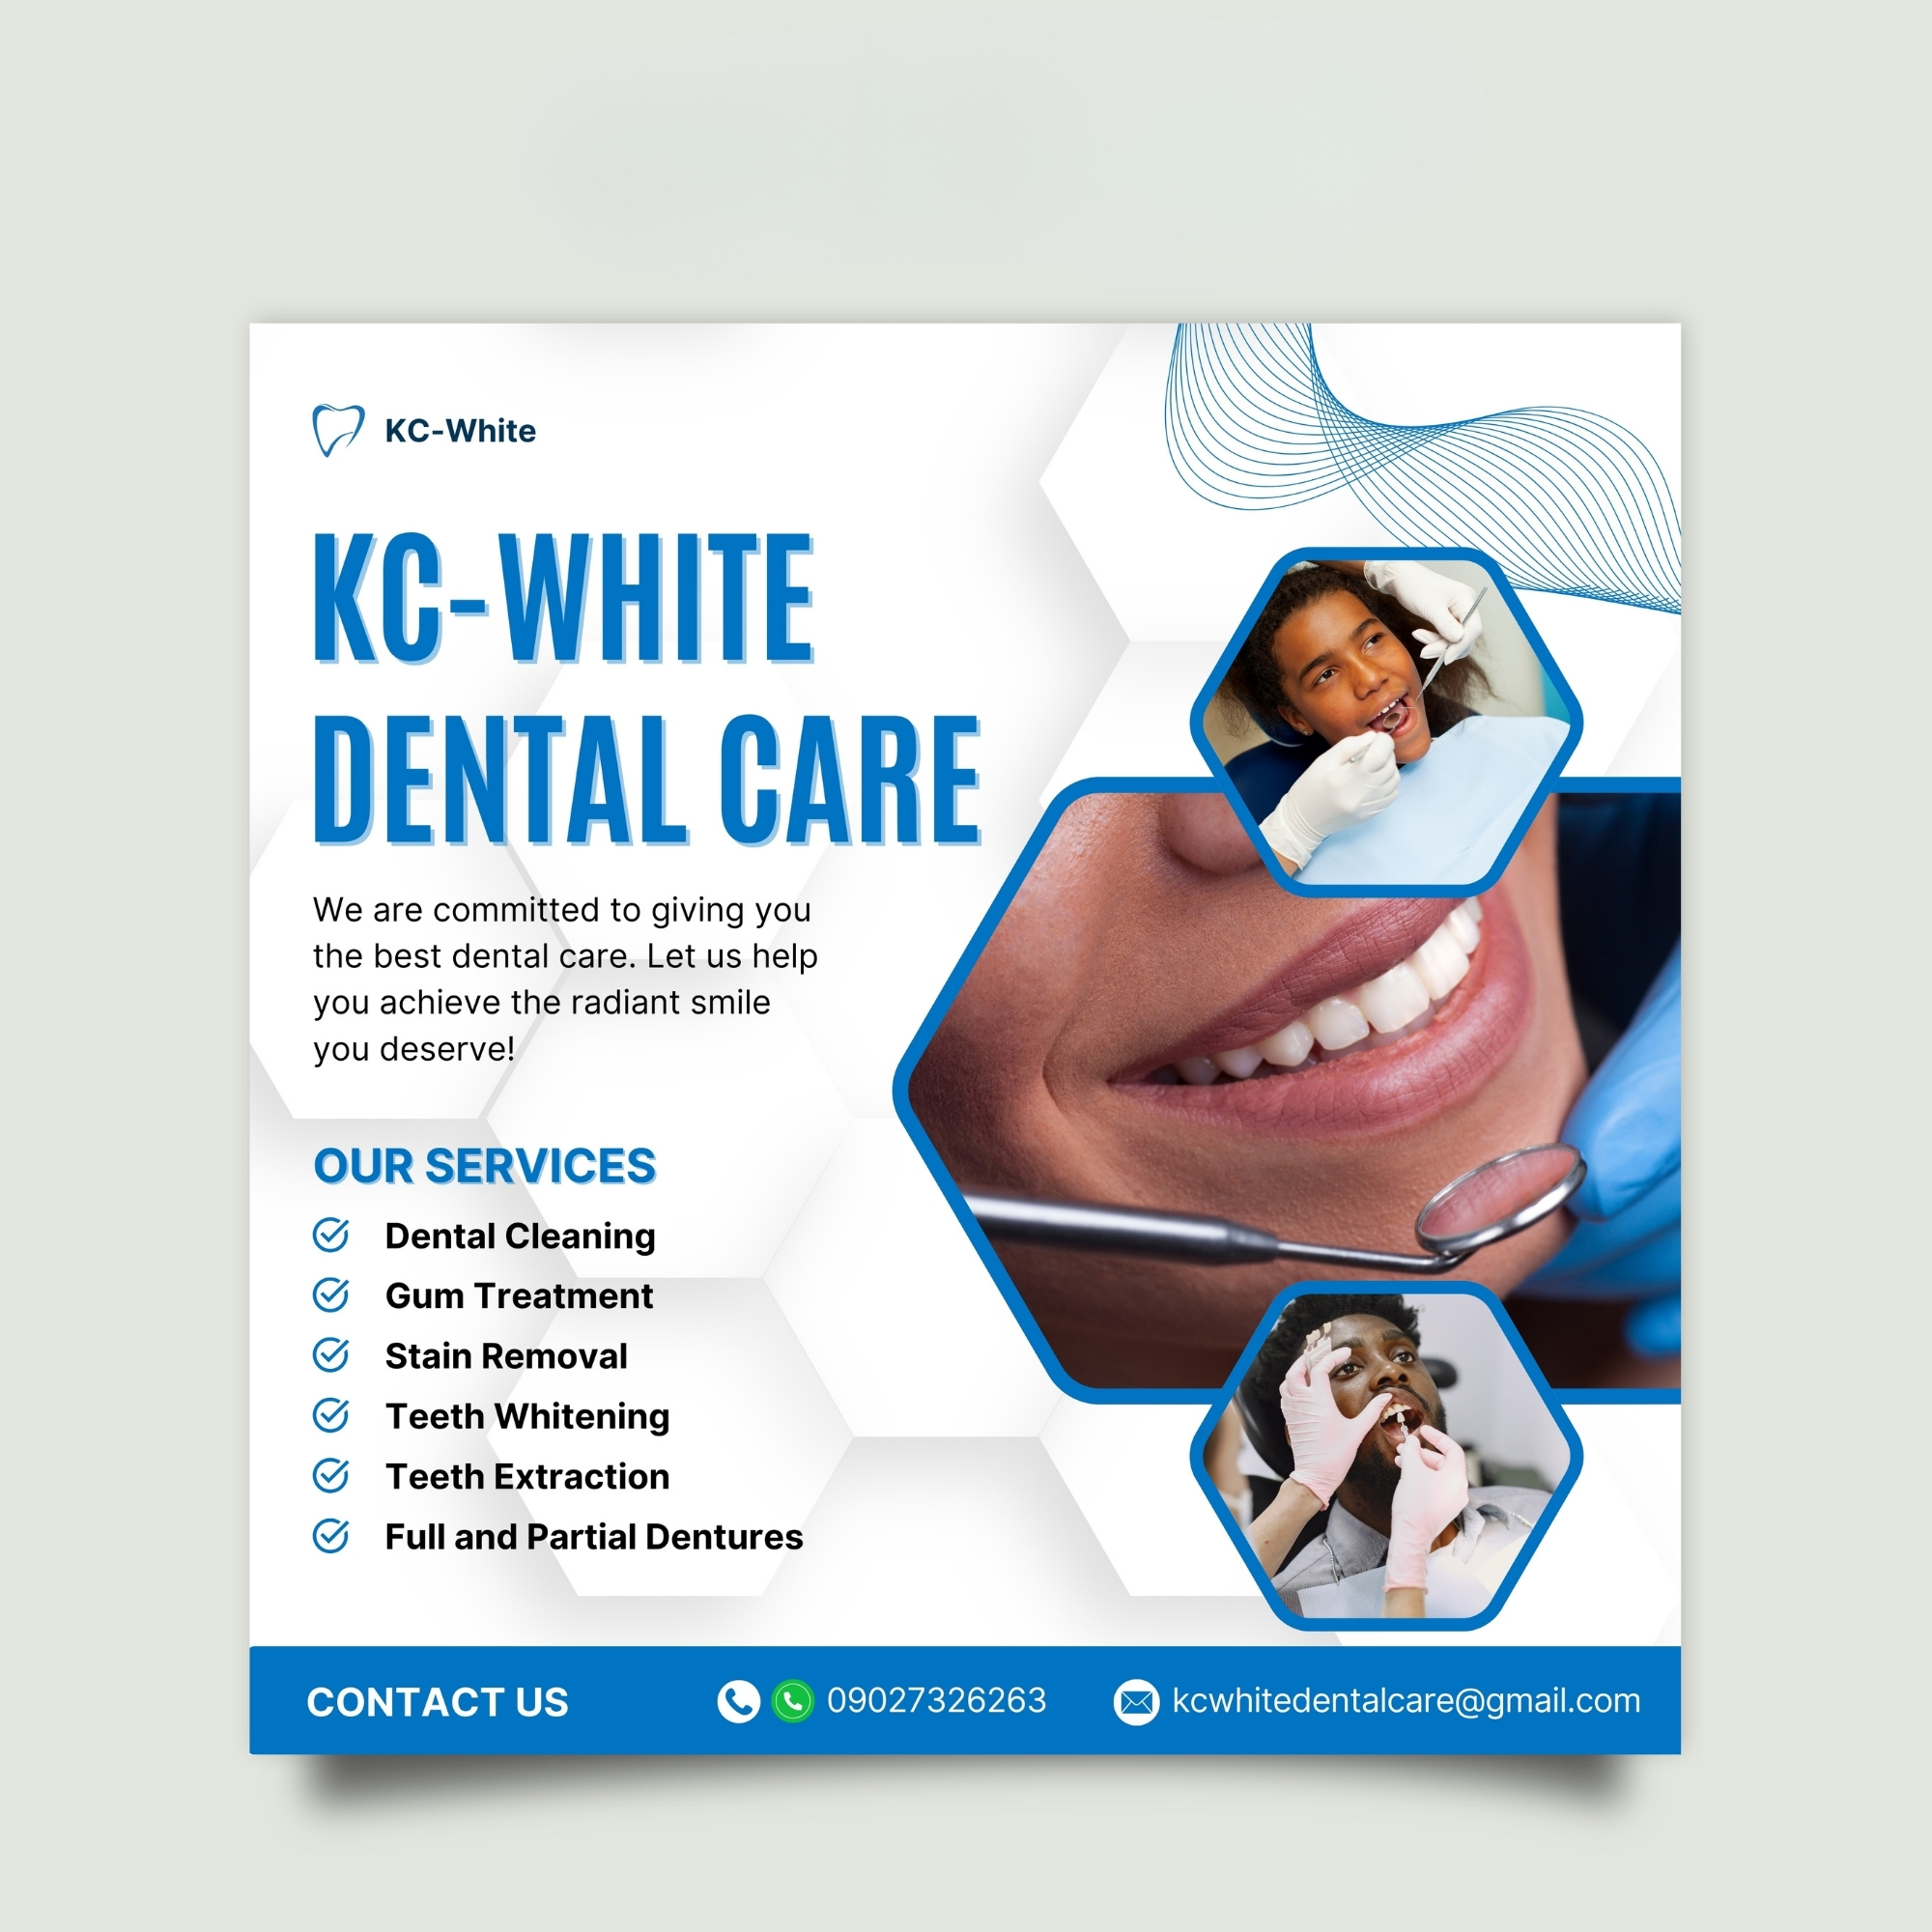 KC-White
KC-WHITE
DENTAL CARE
We are committed to giving you
the best dental care. Let us help
you achieve the radiant smile
you deserve!
OUR SERVICES
Dental Cleaning
Gum Treatment
Stain Removal
Teeth Whitening
Teeth Extraction
Full and Partial Dentures
CONTACT US 09027326263 kcwhitedentalcare@gmail.com